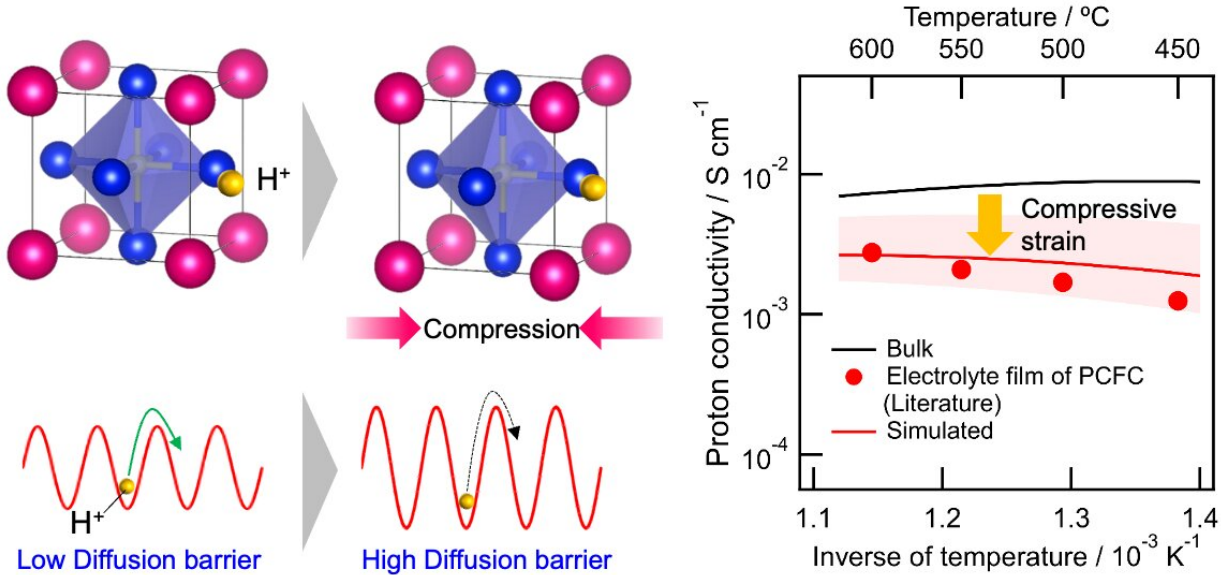 H⁺
Compression
H⁺
Low Diffusion barrier
High Diffusion barrier
Temperature / ºC
600 550 500 450
Proton conductivity / S cm⁻¹
10⁻²
10⁻³
10⁻⁴
Compressive
strain
Bulk
Electrolyte film of PCFC
(Literature)
Simulated
1.1 1.2 1.3 1.4
Inverse of temperature / 10⁻³ K⁻¹